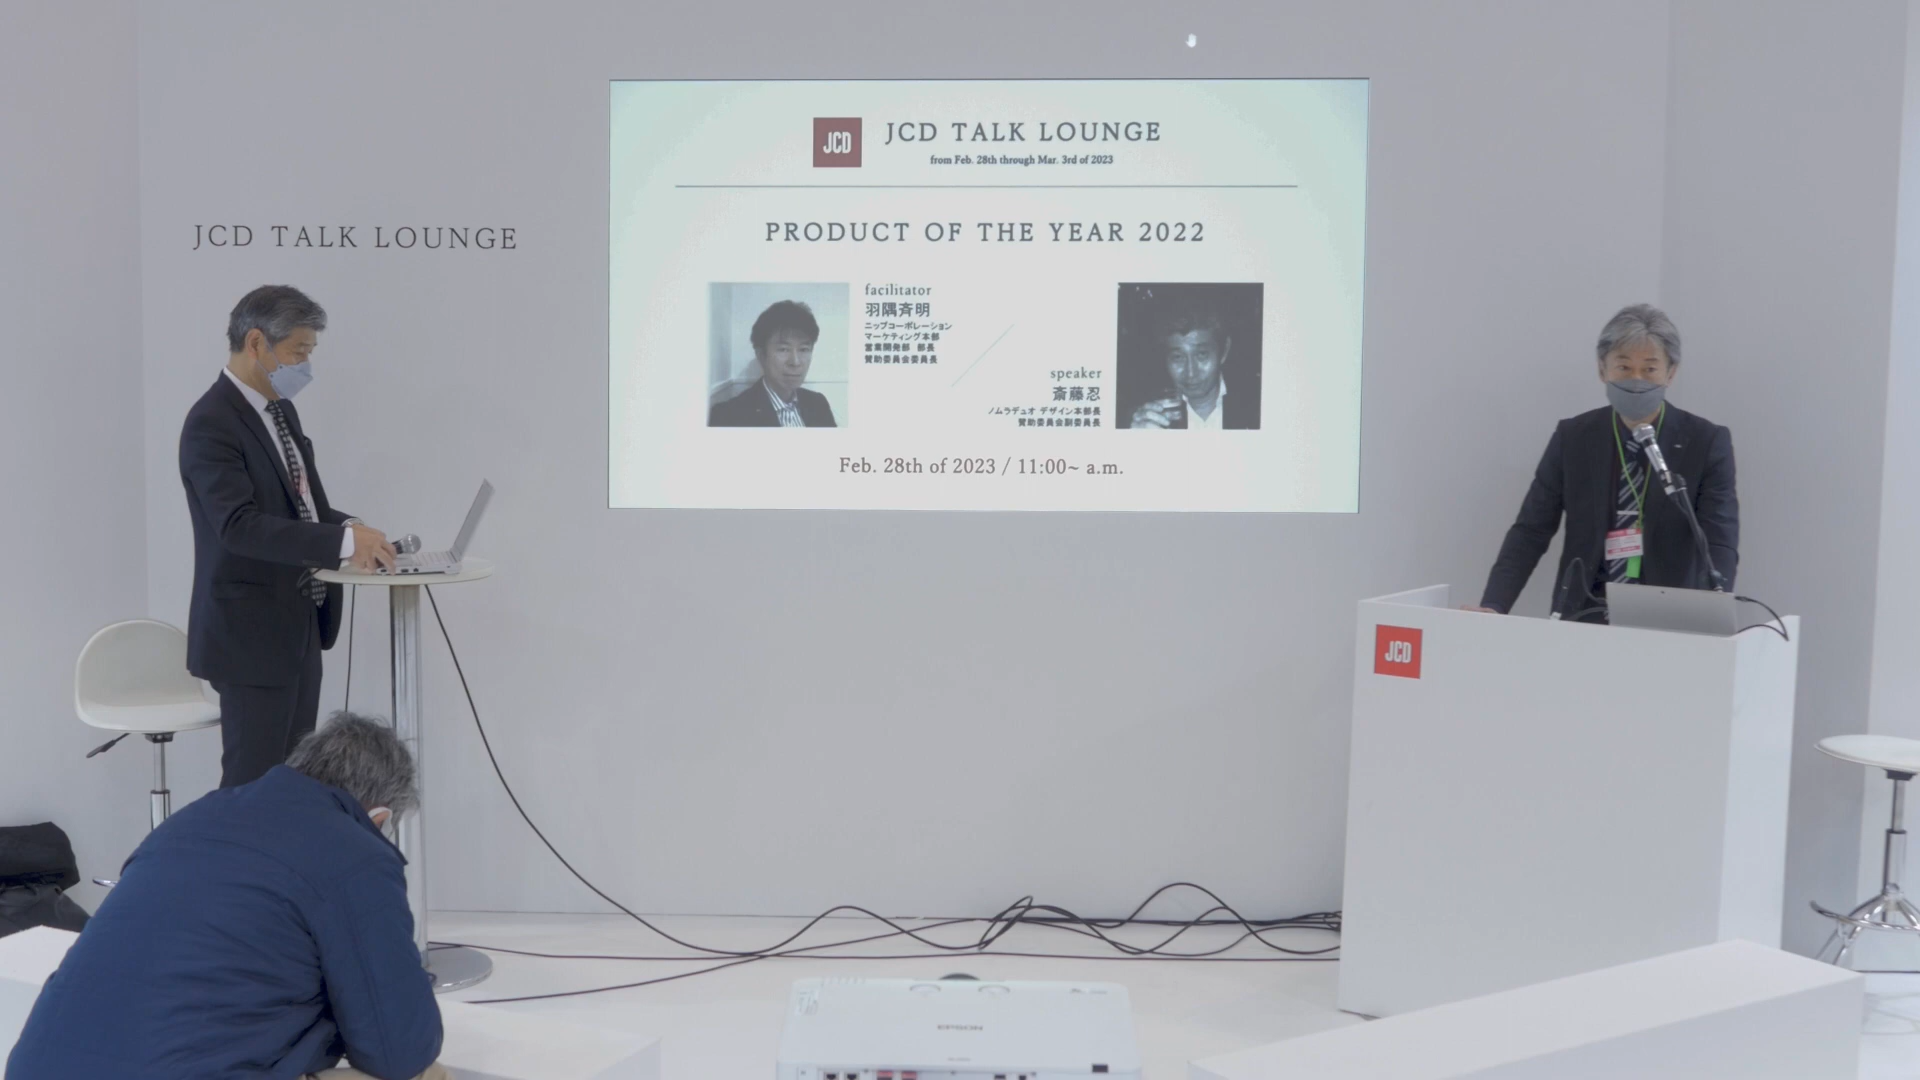 JCD TALK LOUNGE
JCD
JCD TALK LOUNGE
from Feb. 28th through Mar. 3rd of 2023
PRODUCT OF THE YEAR 2022
facilitator
羽隅斉明
ニップコーポレーション
マーケティング本部
営業開発部 部長
賛助委員会委員長
speaker
斎藤忍
ノムラデュオ デザイン本部長
賛助委員会副委員長
Feb. 28th of 2023 / 11:00~ a.m.
JCD
EPSON